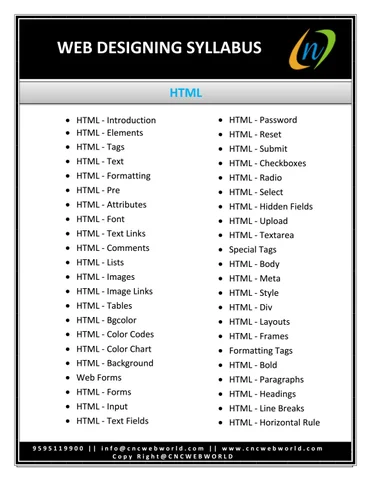 WEB DESIGNING SYLLABUS
n
HTML
• HTML - Introduction
• HTML - Elements
• HTML - Tags
• HTML - Text
• HTML - Formatting
• HTML - Pre
• HTML - Attributes
• HTML - Font
• HTML - Text Links
• HTML - Comments
• HTML - Lists
• HTML - Images
• HTML - Image Links
• HTML - Tables
• HTML - Bgcolor
• HTML - Color Codes
• HTML - Color Chart
• HTML - Background
• Web Forms
• HTML - Forms
• HTML - Input
• HTML - Text Fields
• HTML - Password
• HTML - Reset
• HTML - Submit
• HTML - Checkboxes
• HTML - Radio
• HTML - Select
• HTML - Hidden Fields
• HTML - Upload
• HTML - Textarea
• Special Tags
• HTML - Body
• HTML - Meta
• HTML - Style
• HTML - Div
• HTML - Layouts
• HTML - Frames
• Formatting Tags
• HTML - Bold
• HTML - Paragraphs
• HTML - Headings
• HTML - Line Breaks
• HTML - Horizontal Rule
9595119900 || info@cncwebworld.com || www.cncwebworld.com
Copy Right@CNCWEBWORLD